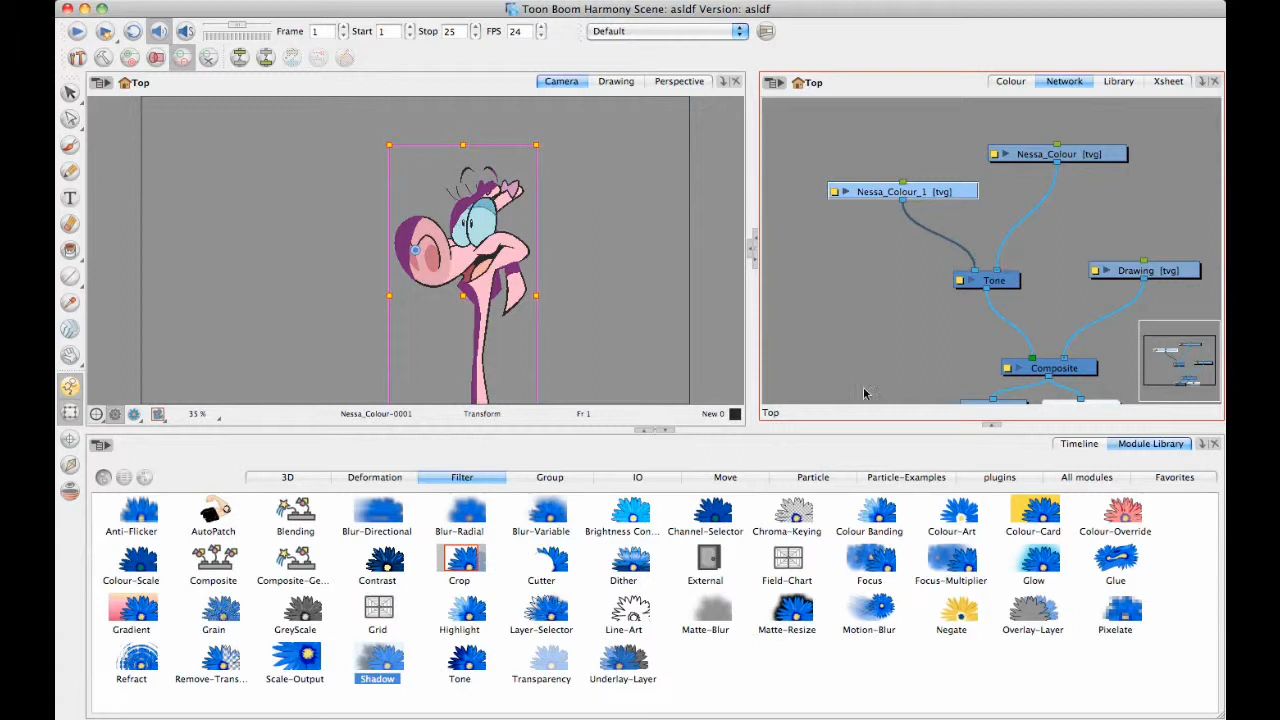 Toon Boom Harmony Scene: asldf Version: asldf
Frame 1 Start 1 Stop 25 FPS 24 Default
Top Camera Drawing Perspective
Top Colour Network Library Xsheet
Nessa_Colour [tvg]
Nessa_Colour_1 [tvg]
Drawing [tvg]
Tone
Composite
35 % Nessa_Colour-0001 Transform Fr 1 New 0
Top
Timeline Module Library
3D Deformation Filter Group IO Move Particle Particle-Examples plugins All modules Favorites
Anti-Flicker AutoPatch Blending Blur-Directional Blur-Radial Blur-Variable Brightness Con... Channel-Selector Chroma-Keying Colour Banding Colour-Art Colour-Card Colour-Override
Colour-Scale Composite Composite-Ge... Contrast Crop Cutter Dither External Field-Chart Focus Focus-Multiplier Glow Glue
Gradient Grain GreyScale Grid Highlight Layer-Selector Line-Art Matte-Blur Matte-Resize Motion-Blur Negate Overlay-Layer Pixelate
Refract Remove-Trans... Scale-Output Shadow Tone Transparency Underlay-Layer